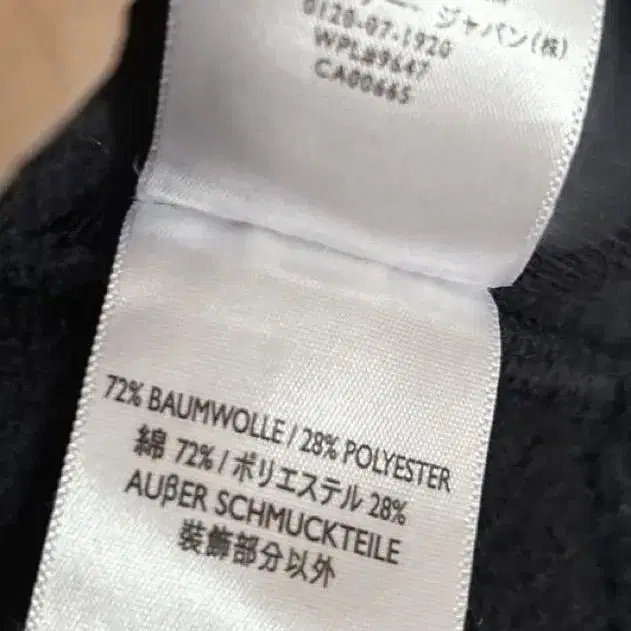 ジャパン(株)
0120-07-1920
WPL#9647
CA00665
72% BAUMWOLLE / 28% POLYESTER
綿 72% / ポリエステル 28%
AUβER SCHMUCKTEILE
装飾部分以外